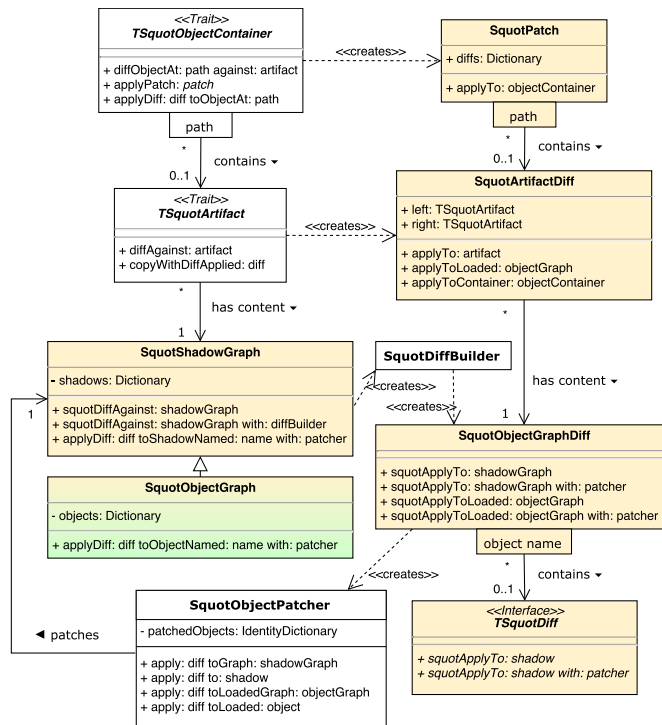 <<Trait>>
TSquotObjectContainer
+ diffObjectAt: path against: artifact
+ applyPatch: patch
+ applyDiff: diff toObjectAt: path
path
<<creates>>
SquotPatch
+ diffs: Dictionary
+ applyTo: objectContainer
path
*
contains
0..1
*
contains
0..1
<<Trait>>
TSquotArtifact
+ diffAgainst: artifact
+ copyWithDiffApplied: diff
<<creates>>
SquotArtifactDiff
+ left: TSquotArtifact
+ right: TSquotArtifact
+ applyTo: artifact
+ applyToLoaded: objectGraph
+ applyToContainer: objectContainer
*
has content
1
*
has content
1
SquotShadowGraph
- shadows: Dictionary
+ squotDiffAgainst: shadowGraph
+ squotDiffAgainst: shadowGraph with: diffBuilder
+ applyDiff: diff toShadowNamed: name with: patcher
1
SquotDiffBuilder
<<creates>>
<<creates>>
SquotObjectGraph
- objects: Dictionary
+ applyDiff: diff toObjectNamed: name with: patcher
SquotObjectGraphDiff
+ squotApplyTo: shadowGraph
+ squotApplyTo: shadowGraph with: patcher
+ squotApplyToLoaded: objectGraph
+ squotApplyToLoaded: objectGraph with: patcher
object name
<<creates>>
*
contains
0..1
SquotObjectPatcher
- patchedObjects: IdentityDictionary
+ apply: diff toGraph: shadowGraph
+ apply: diff to: shadow
+ apply: diff toLoadedGraph: objectGraph
+ apply: diff toLoaded: object
patches
<<Interface>>
TSquotDiff
+ squotApplyTo: shadow
+ squotApplyTo: shadow with: patcher